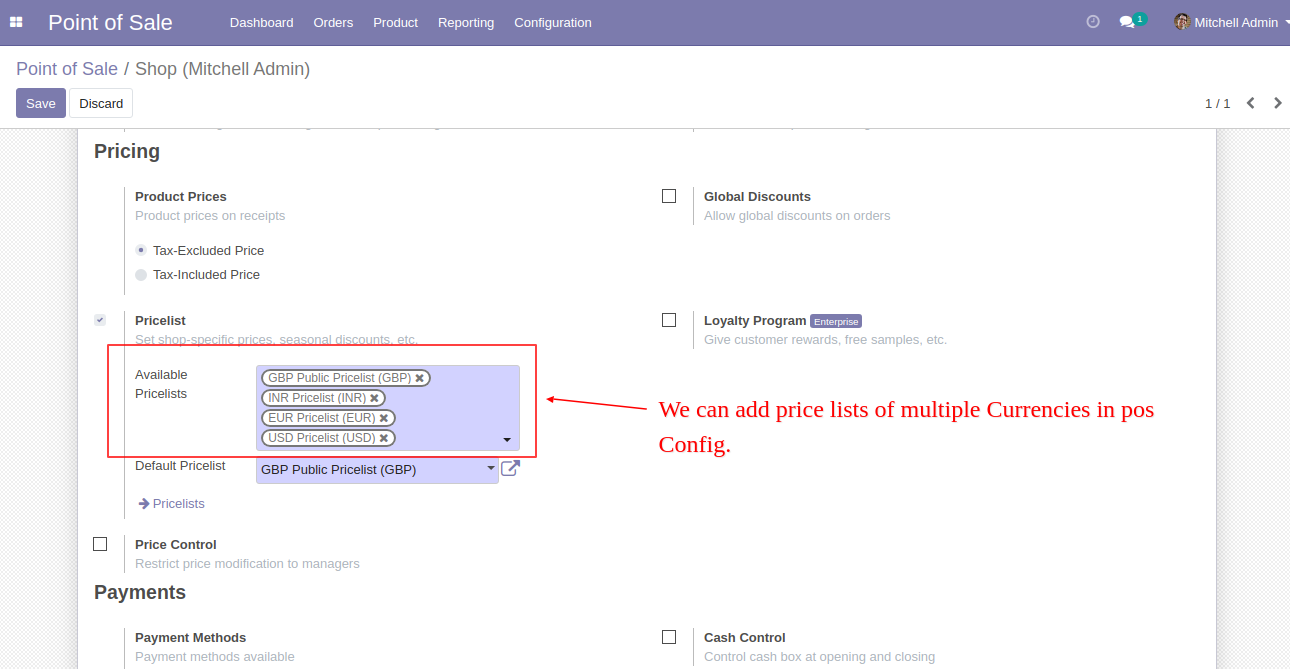 Point of Sale Dashboard Orders Product Reporting Configuration 1 Mitchell Admin
Point of Sale / Shop (Mitchell Admin)
Save Discard 1 / 1
Pricing
Product Prices
Product prices on receipts
Tax-Excluded Price
Tax-Included Price
Global Discounts
Allow global discounts on orders
Pricelist
Set shop-specific prices, seasonal discounts, etc.
Loyalty Program Enterprise
Give customer rewards, free samples, etc.
Available
Pricelists
GBP Public Pricelist (GBP)
INR Pricelist (INR)
EUR Pricelist (EUR)
USD Pricelist (USD)
We can add price lists of multiple Currencies in pos
Config.
Default Pricelist GBP Public Pricelist (GBP)
Pricelists
Price Control
Restrict price modification to managers
Payments
Payment Methods
Payment methods available
Cash Control
Control cash box at opening and closing